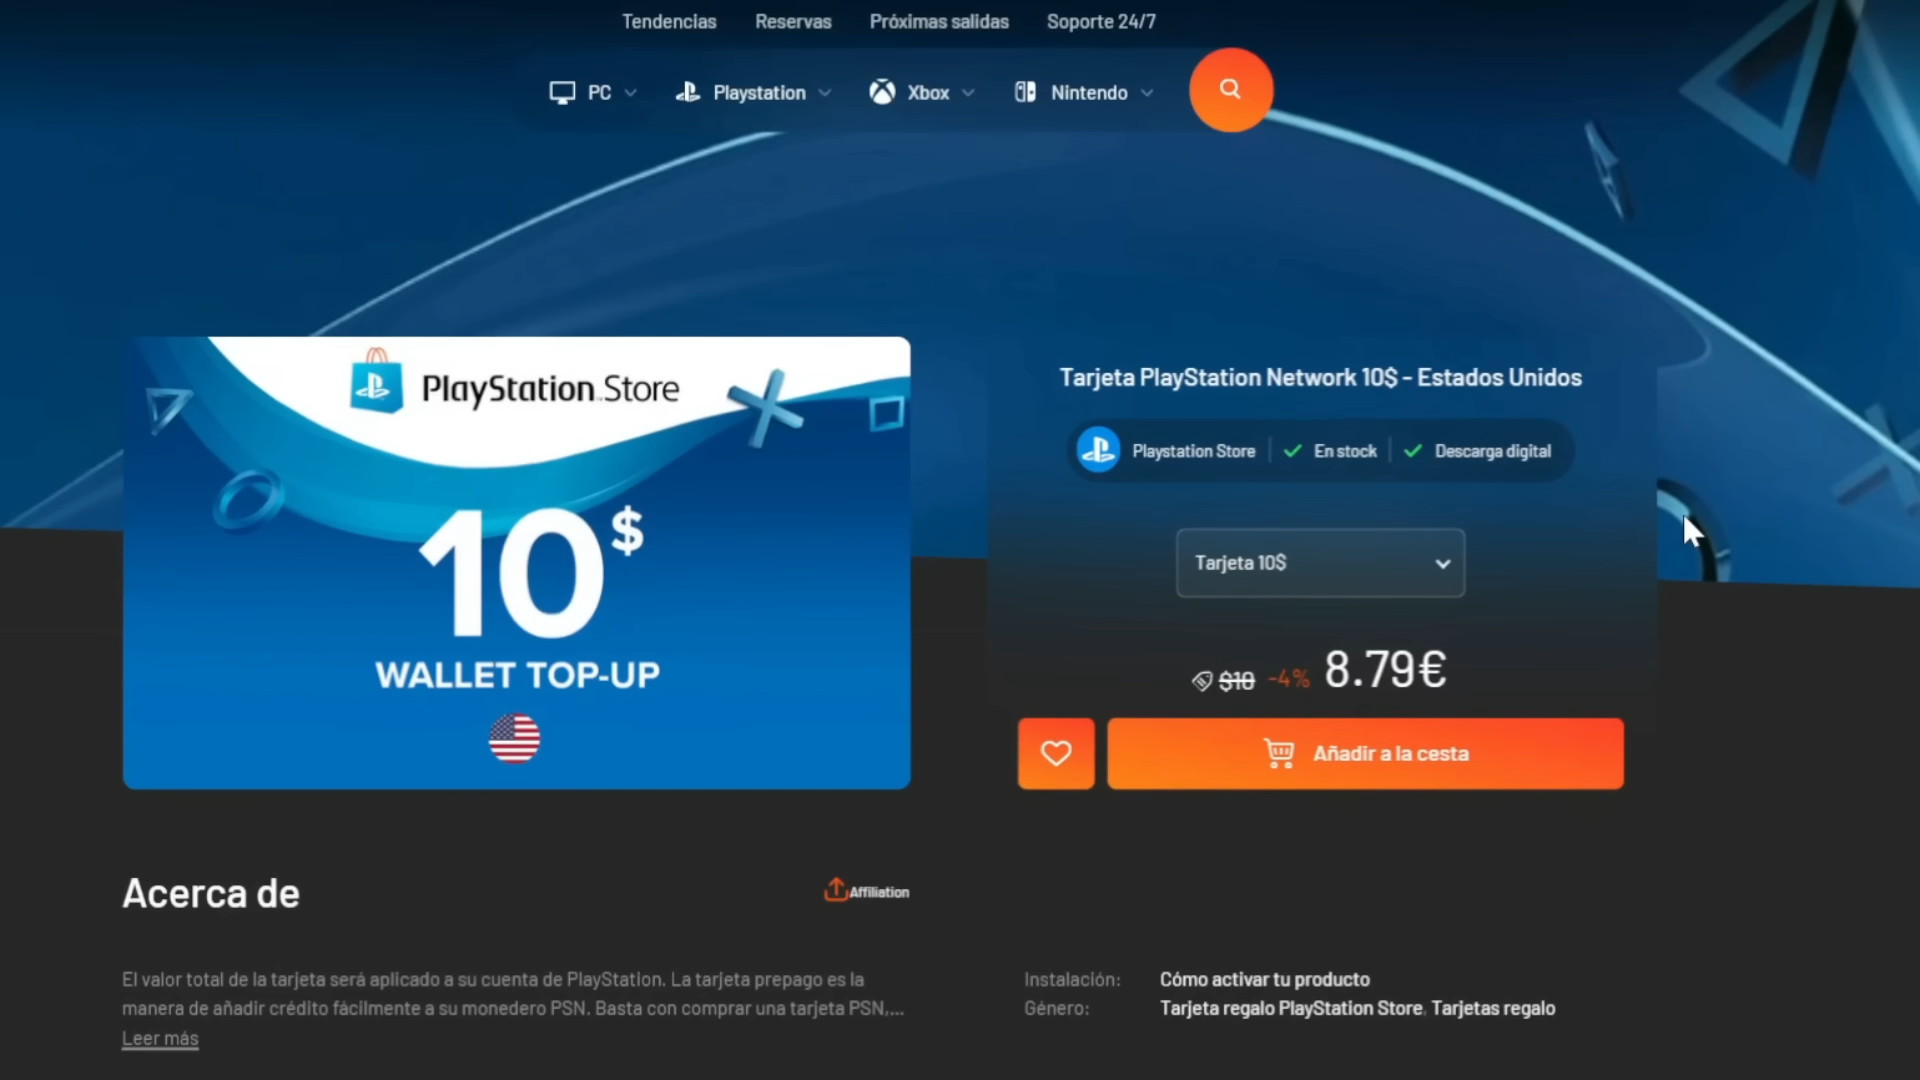 Tendencias Reservas Próximas salidas Soporte 24/7
PC Playstation Xbox Nintendo
PlayStation Store
10$
WALLET TOP-UP
Tarjeta PlayStation Network 10$ - Estados Unidos
Playstation Store En stock Descarga digital
Tarjeta 10$
$10 -4% 8.79€
Añadir a la cesta
Acerca de
Affiliation
El valor total de la tarjeta será aplicado a su cuenta de PlayStation. La tarjeta prepago es la
manera de añadir crédito fácilmente a su monedero PSN. Basta con comprar una tarjeta PSN,...
Leer más
Instalación: Cómo activar tu producto
Género: Tarjeta regalo PlayStation Store, Tarjetas regalo